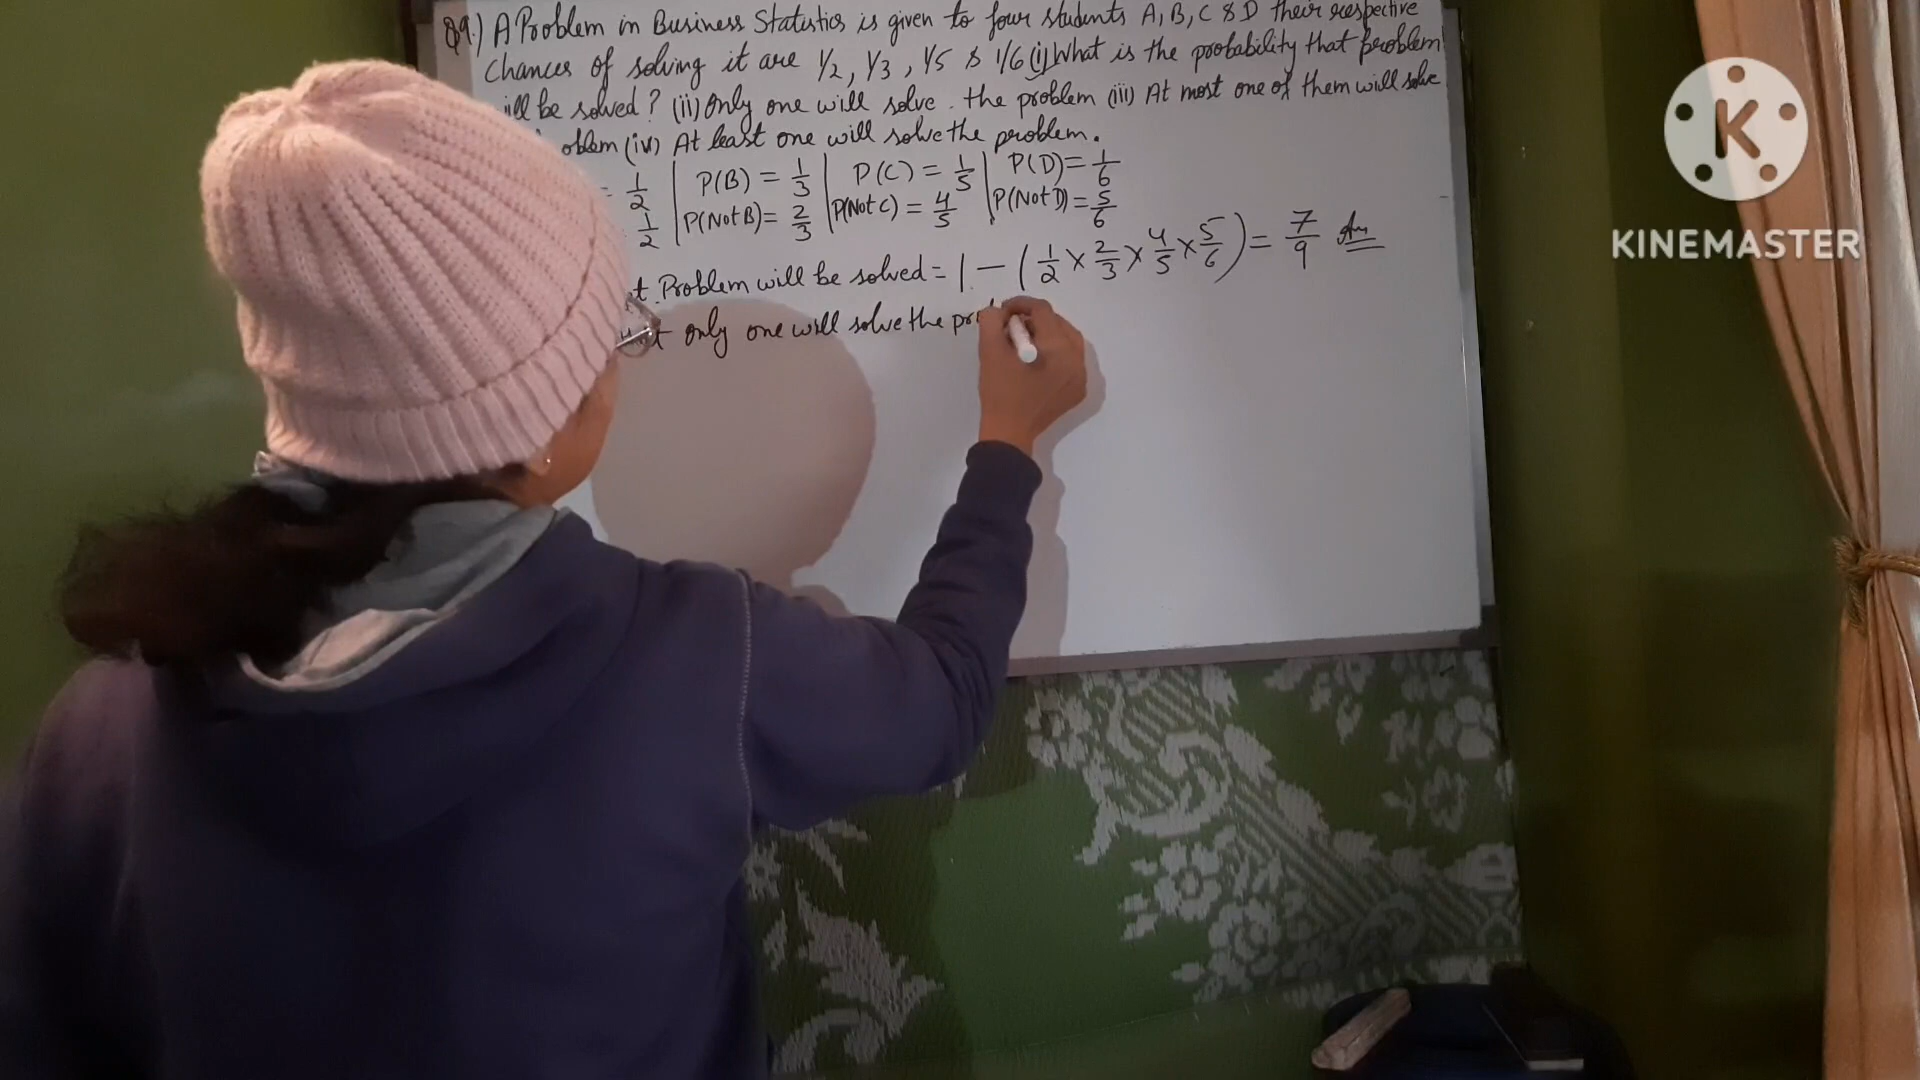 Q9.) A Problem in Business Statistics is given to four students A, B, C & D their respective
chances of solving it are 1/2, 1/3, 1/5 & 1/6 (i) What is the probability that problem
will be solved? (ii) Only one will solve the problem (iii) At most one of them will solve
oblem (iv) At least one will solve the problem.
= 1/2 | P(B) = 1/3 | P(C) = 1/5 | P(D) = 1/6
1/2 | P(Not B) = 2/3 | P(Not C) = 4/5 | P(Not D) = 5/6
t Problem will be solved = 1 - (1/2 × 2/3 × 4/5 × 5/6) = 7/9 Ans
t only one will solve the pro
K
KINEMASTER